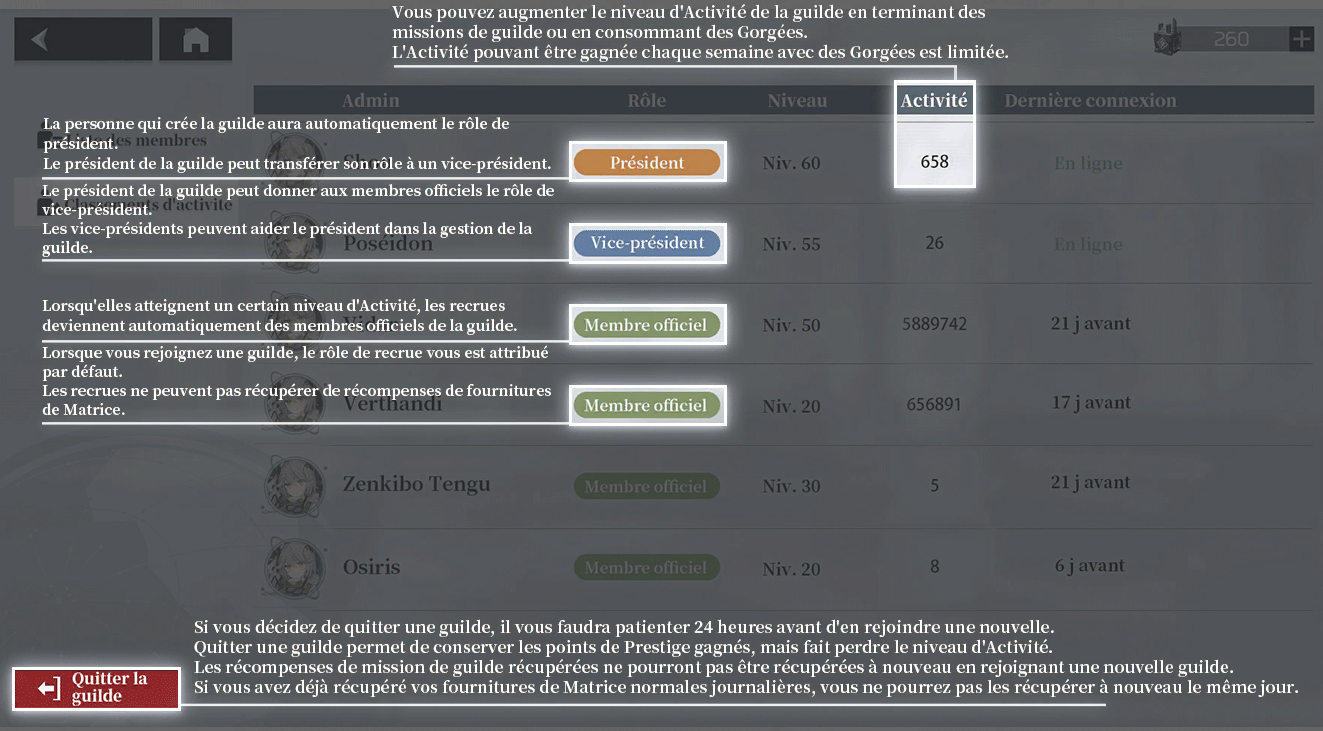 Vous pouvez augmenter le niveau d'Activité de la guilde en terminant des
missions de guilde ou en consommant des Gorgées.
L'Activité pouvant être gagnée chaque semaine avec des Gorgées est limitée.
260
Admin Rôle Niveau Activité Dernière connexion
La personne qui crée la guilde aura automatiquement le rôle de
président.
Le président de la guilde peut transférer son rôle à un vice-président.
des membres
Président Niv. 60 658 En ligne
Le président de la guilde peut donner aux membres officiels le rôle de
vice-président.
Classements d'activité
Les vice-présidents peuvent aider le président dans la gestion de la
guilde.
Poséidon Vice-président Niv. 55 26 En ligne
Lorsqu'elles atteignent un certain niveau d'Activité, les recrues
deviennent automatiquement des membres officiels de la guilde.
Membre officiel Niv. 50 5889742 21 j avant
Lorsque vous rejoignez une guilde, le rôle de recrue vous est attribué
par défaut.
Les recrues ne peuvent pas récupérer de récompenses de fournitures
de Matrice.
Verthandi Membre officiel Niv. 20 656891 17 j avant
Zenkibo Tengu Membre officiel Niv. 30 5 21 j avant
Osiris Membre officiel Niv. 20 8 6 j avant
Si vous décidez de quitter une guilde, il vous faudra patienter 24 heures avant d'en rejoindre une nouvelle.
Quitter une guilde permet de conserver les points de Prestige gagnés, mais fait perdre le niveau d'Activité.
Les récompenses de mission de guilde récupérées ne pourront pas être récupérées à nouveau en rejoignant une nouvelle guilde.
Si vous avez déjà récupéré vos fournitures de Matrice normales journalières, vous ne pourrez pas les récupérer à nouveau le même jour.
Quitter la
guilde